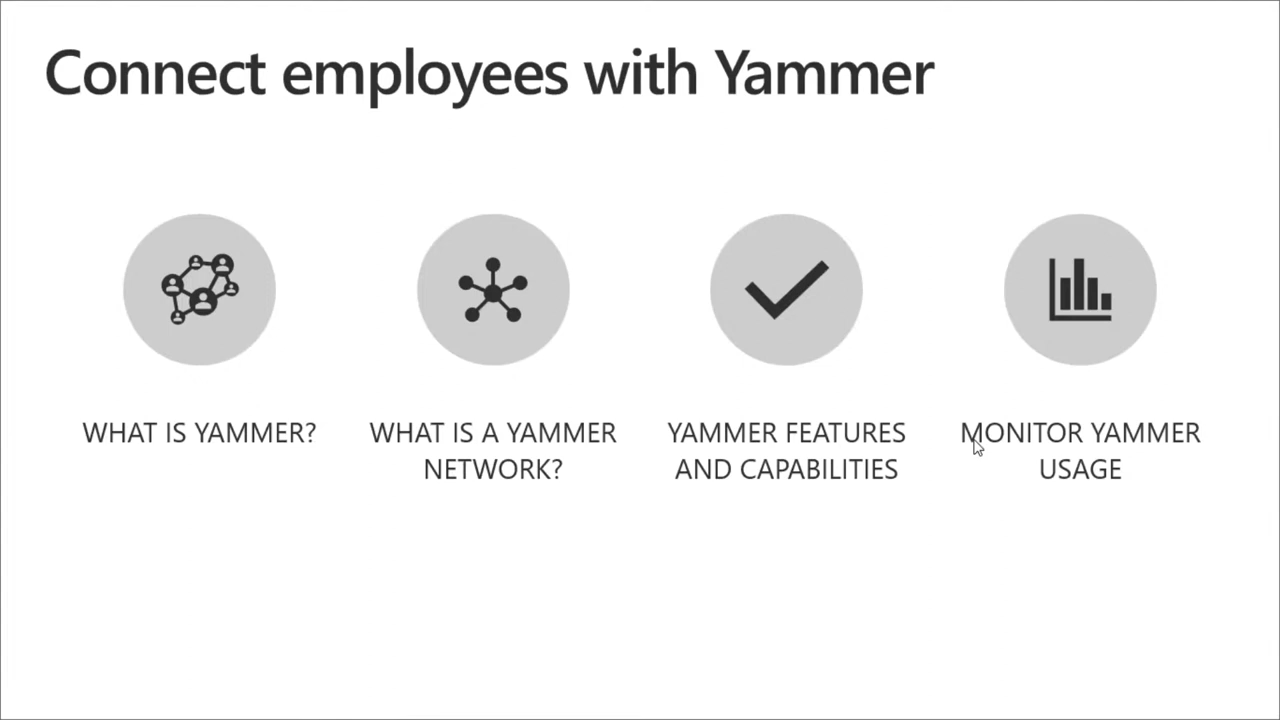 Connect employees with Yammer
WHAT IS YAMMER?
WHAT IS A YAMMER
NETWORK?
YAMMER FEATURES
AND CAPABILITIES
MONITOR YAMMER
USAGE